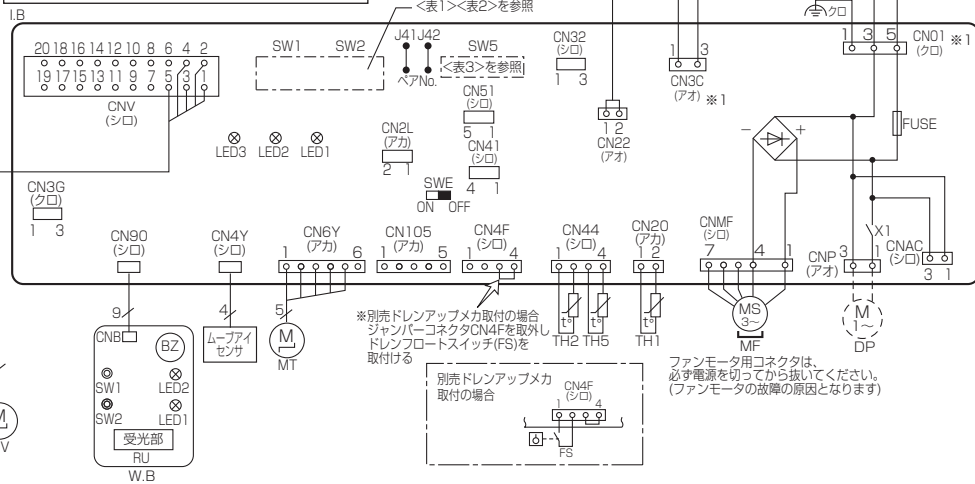 <表1><表2>を参照
クロ
I.B
20 18 16 14 12 10 8 6 4 2
19 17 15 13 11 9 7 5 3 1
CNV
(シロ)
SW1 SW2
J41 J42
ペアNo.
SW5
<表3>を参照
CN32
(シロ)
1 3
1 3
CN3C
(アオ) ※1
1 3 5
CN01 ※1
(クロ)
CN51
(シロ)
5 1
1 2
CN22
(アオ)
− +
FUSE
LED3 LED2 LED1
CN2L
(アカ)
2 1
CN41
(シロ)
4 1
SWE
ON OFF
CN3G
(クロ)
1 3
CN90
(シロ)
CN4Y
(シロ)
CN6Y
(アカ)
1 6
CN105
(アカ)
1 5
CN4F
(シロ)
1 4
CN44
(シロ)
1 4
CN20
(アカ)
1 2
CNMF
(シロ)
7 4 1
CNP
(アオ)
3 1
X1
CNAC
(シロ)
3 1
9
CNB
BZ
SW1 LED2
SW2 LED1
受光部
RU
W.B
4
ムーブアイ
センサ
5
M
MT
※別売ドレンアップメカ取付の場合
ジャンパーコネクタCN4Fを取外し
ドレンフロートスイッチ(FS)を
取付ける
t° t° t°
TH2 TH5 TH1
MS
3～
MF
M
1～
DP
ファンモータ用コネクタは、
必ず電源を切ってから抜いてください。
(ファンモータの故障の原因となります)
別売ドレンアップメカ
取付の場合
CN4F
(シロ)
1 4
FS
M
V